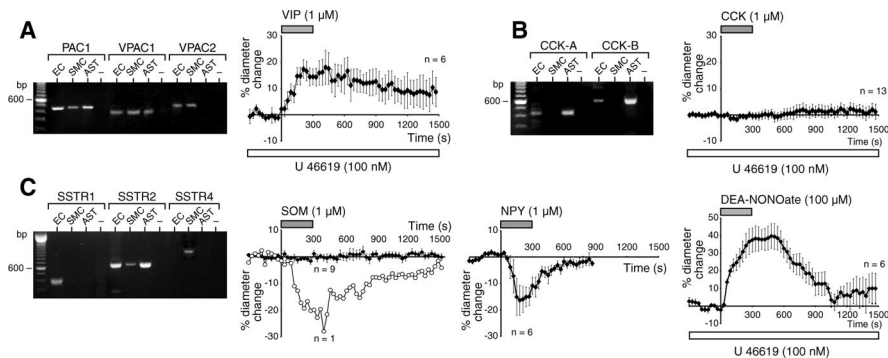 A
PAC1 VPAC1 VPAC2
EC SMC AST – EC SMC AST – EC SMC AST –
bp
600
VIP (1 µM)
% diameter change
30
20
10
-10
n = 6
300 600 900 1200 1500
Time (s)
U 46619 (100 nM)
B
CCK-A CCK-B
EC SMC AST – EC SMC AST –
bp
600
CCK (1 µM)
% diameter change
30
20
10
0
-10
n = 13
300 600 900 1200 1500
Time (s)
U 46619 (100 nM)
C
SSTR1 SSTR2 SSTR4
EC SMC AST – EC SMC AST – EC SMC AST –
bp
600
SOM (1 µM)
Time (s)
300 600 900 1200 1500
% diameter change
10
0
-10
-20
-30
n = 9
n = 1
NPY (1 µM)
300 600 900 1200 1500
Time (s)
% diameter change
10
0
-10
-20
-30
n = 6
DEA-NONOate (100 µM)
% diameter change
50
40
30
20
10
-10
n = 6
300 600 900 1200 1500
Time (s)
U 46619 (100 nM)